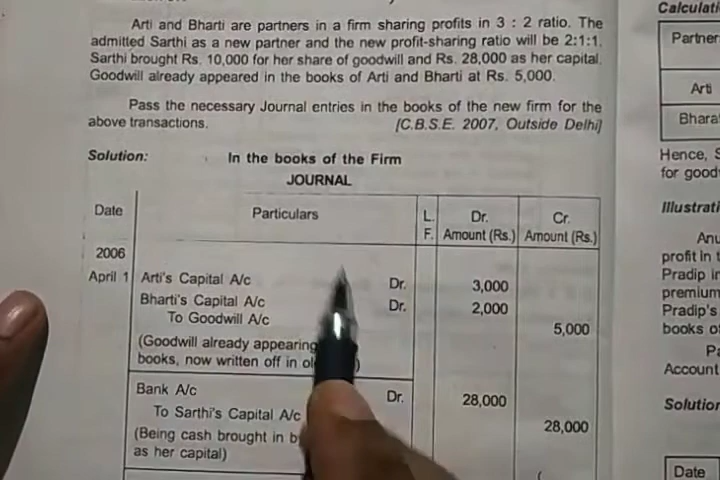 Arti and Bharti are partners in a firm sharing profits in 3 : 2 ratio. The
admitted Sarthi as a new partner and the new profit-sharing ratio will be 2:1:1.
Sarthi brought Rs. 10,000 for her share of goodwill and Rs. 28,000 as her capital.
Goodwill already appeared in the books of Arti and Bharti at Rs. 5,000.
Pass the necessary Journal entries in the books of the new firm for the
above transactions. [C.B.S.E. 2007, Outside Delhi]
Solution: In the books of the Firm
JOURNAL
Date Particulars L. F. Dr. Amount (Rs.) Cr. Amount (Rs.)
2006
April 1 Arti's Capital A/c Dr. 3,000
Bharti's Capital A/c Dr. 2,000
To Goodwill A/c 5,000
(Goodwill already appearing
books, now written off in
Bank A/c Dr. 28,000
To Sarthi's Capital A/c 28,000
(Being cash brought in
as her capital)
Partner
Arti
Hence,
for
Pradip
Pradip's
books
Account
Date